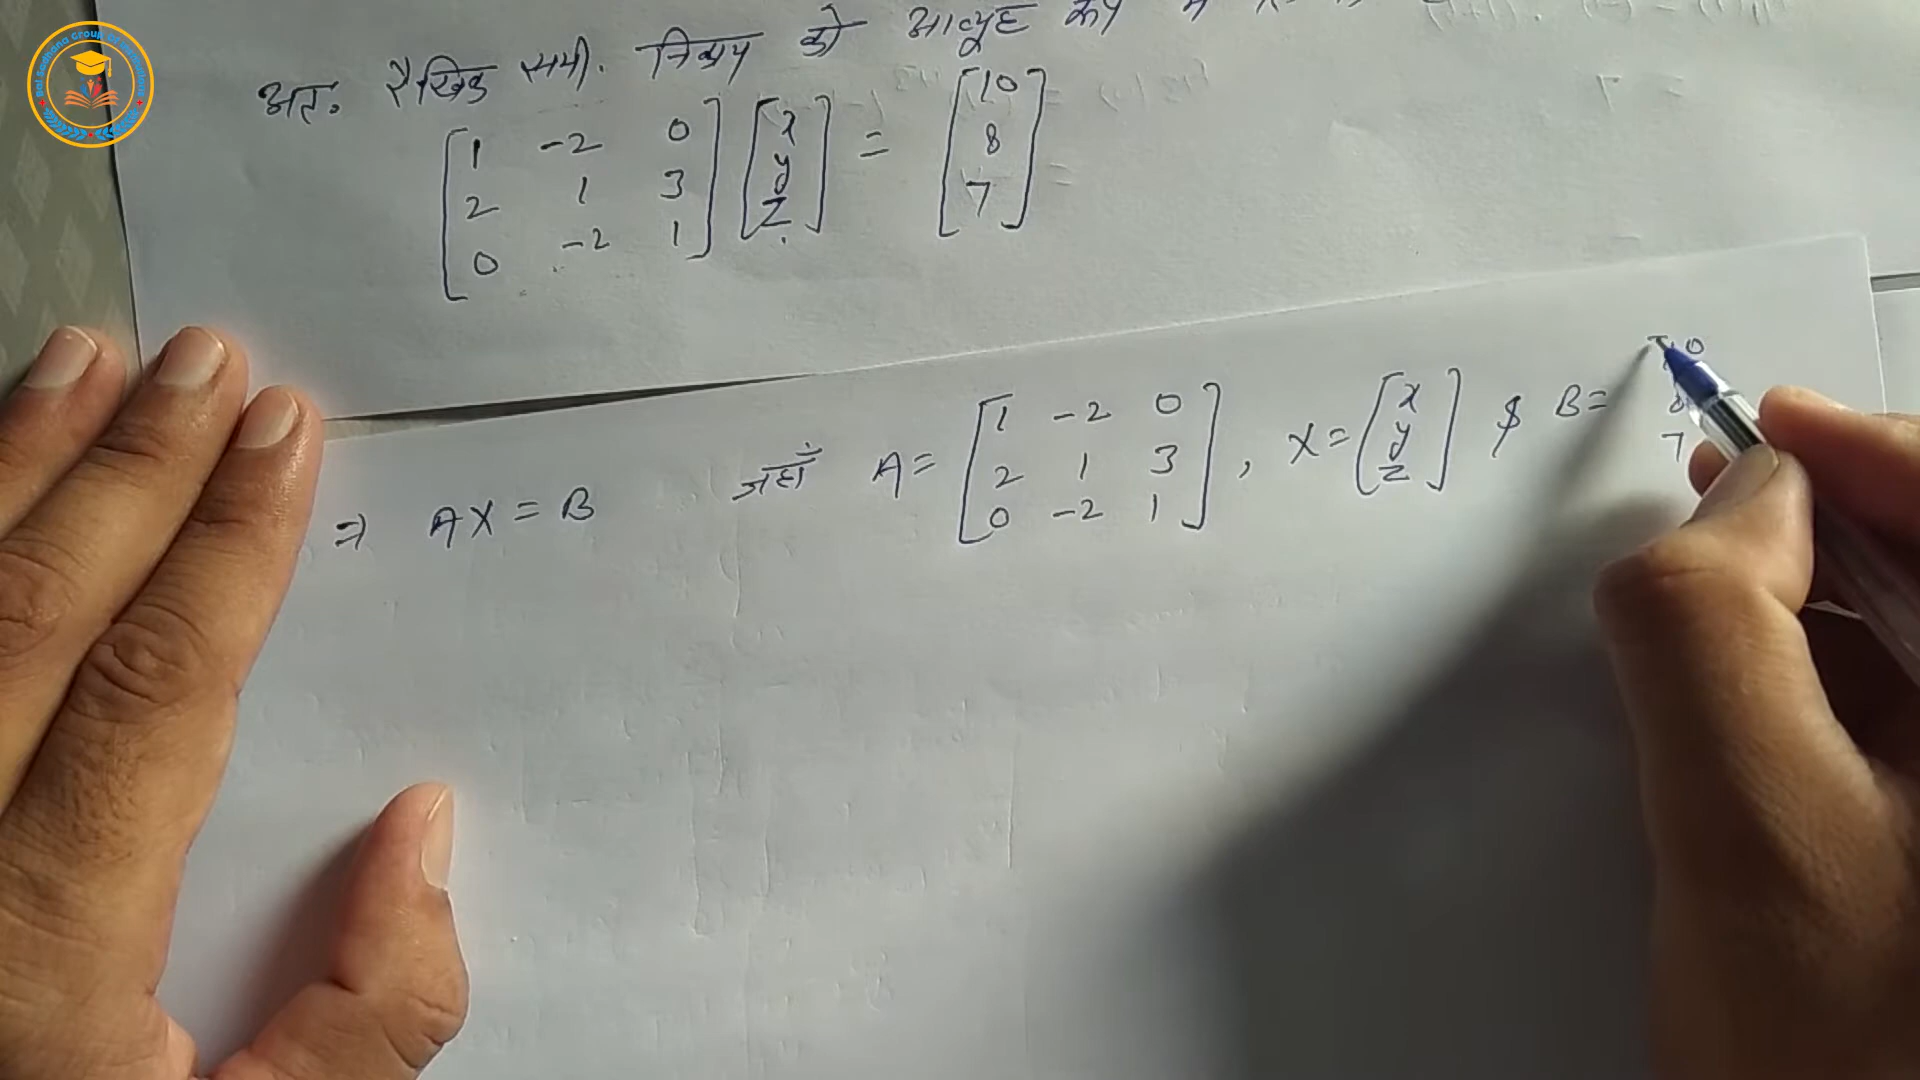 अतः रैखिक समी. निकाय को आव्यूह रूप में
[1 -2 0] [x] = [10]
[2 1 3] [y] [8]
[0 -2 1] [z] [7]
⇒ AX = B जहाँ A = [1 -2 0; 2 1 3; 0 -2 1], X = [x; y; z] & B = 10 8 7